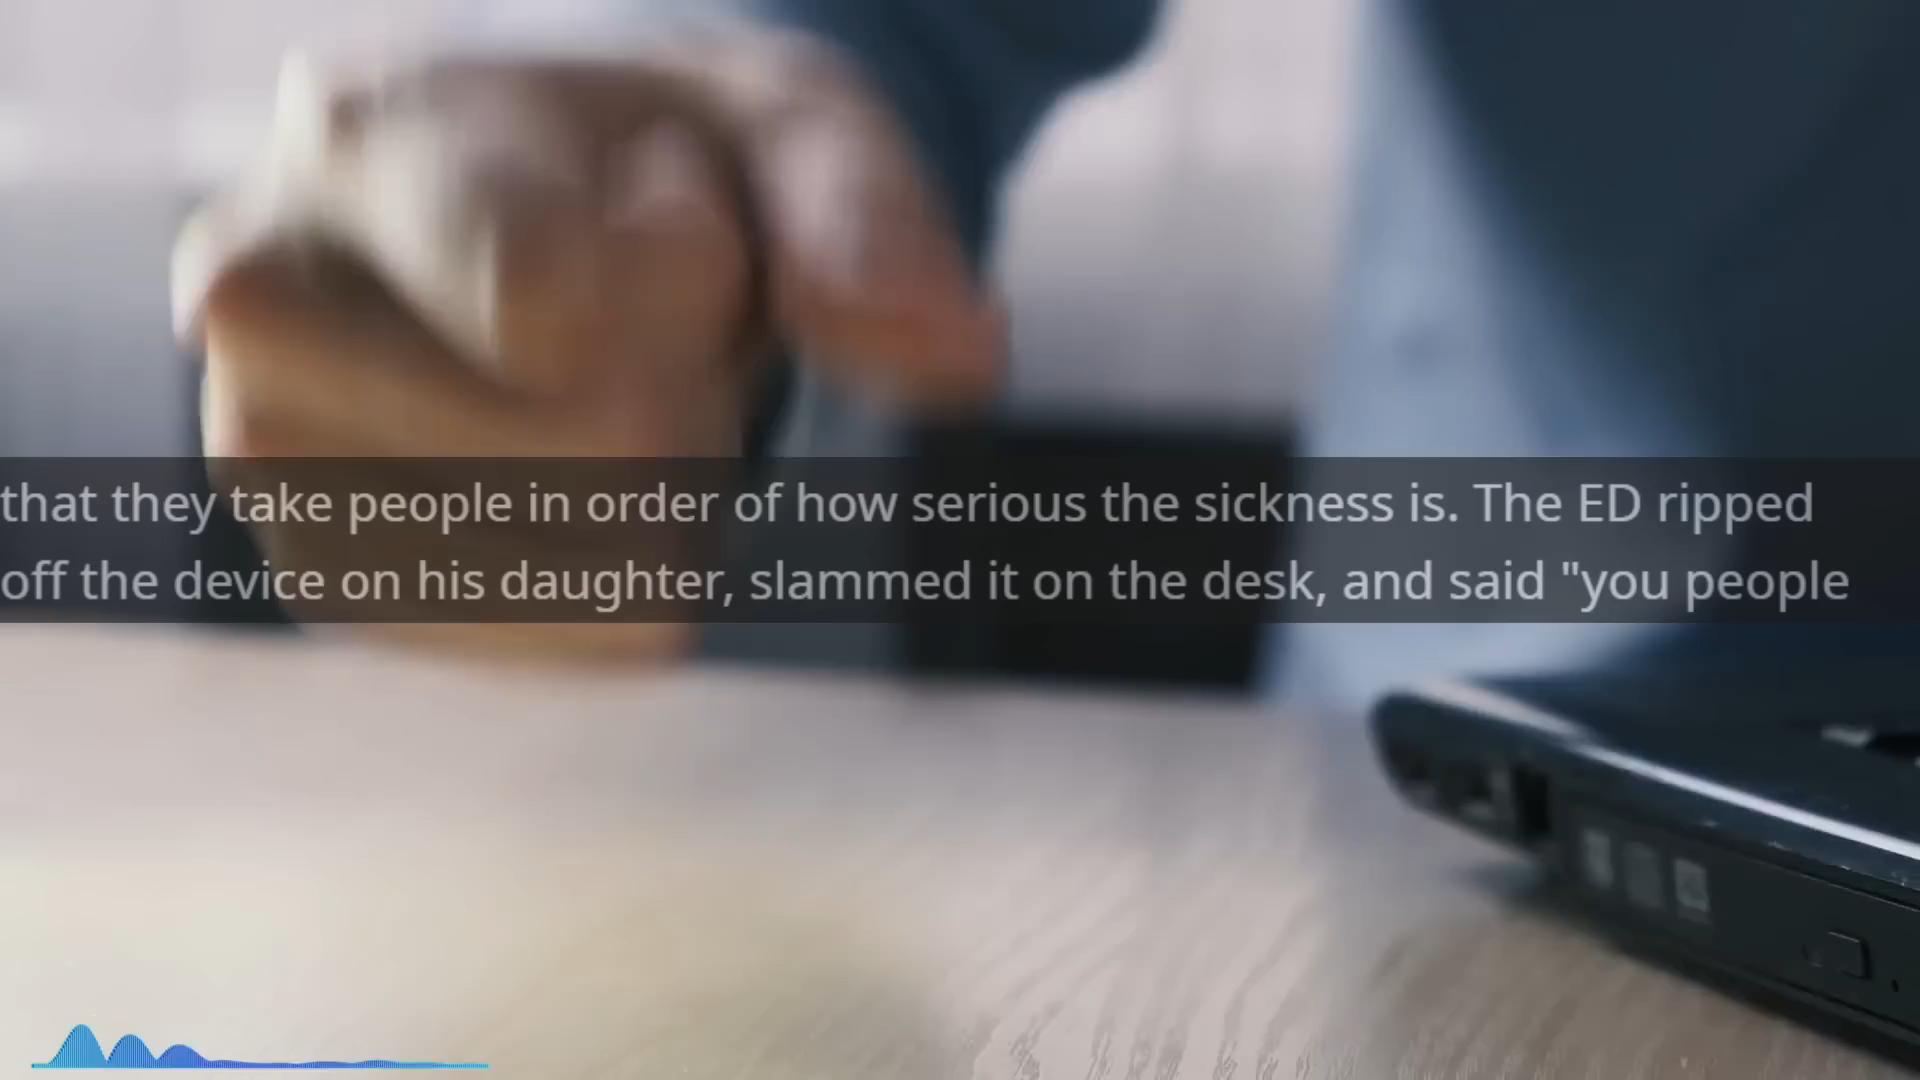 that they take people in order of how serious the sickness is. The ED ripped
off the device on his daughter, slammed it on the desk, and said "you people